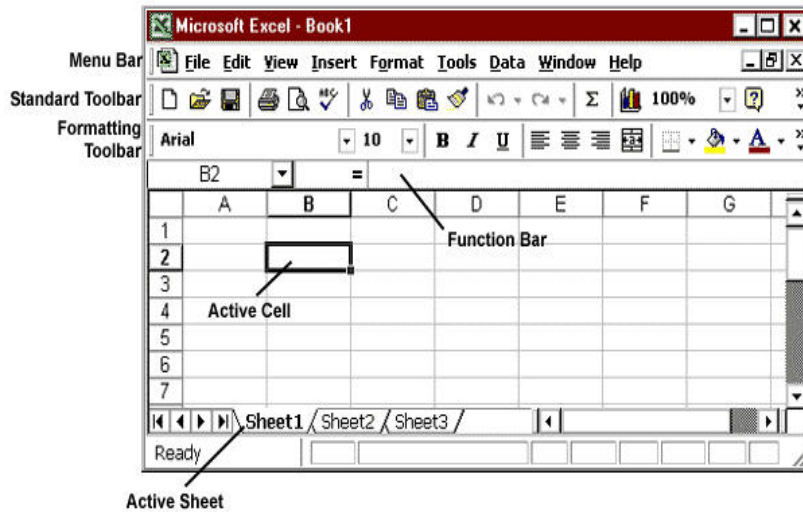 Microsoft Excel - Book1
Menu Bar
File Edit View Insert Format Tools Data Window Help
Standard Toolbar
ABC
Σ
100%
?
Formatting
Toolbar
Arial
10
B I U
a
A
B2
=
A B C D E F G
Function Bar
1
2
3
Active Cell
4
5
6
7
Sheet1 / Sheet2 / Sheet3 /
Ready
Active Sheet